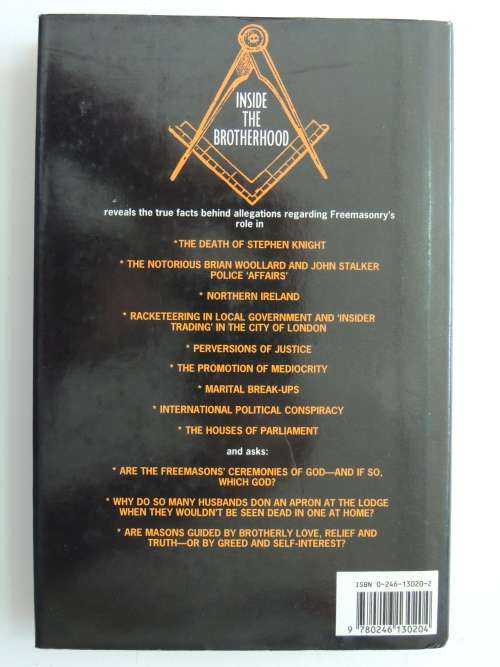 INSIDE
THE
BROTHERHOOD
reveals the true facts behind allegations regarding Freemasonry's
role in
*THE DEATH OF STEPHEN KNIGHT
* THE NOTORIOUS BRIAN WOOLLARD AND JOHN STALKER
POLICE 'AFFAIRS'
* NORTHERN IRELAND
* RACKETEERING IN LOCAL GOVERNMENT AND 'INSIDER
TRADING' IN THE CITY OF LONDON
* PERVERSIONS OF JUSTICE
* THE PROMOTION OF MEDIOCRITY
* MARITAL BREAK-UPS
* INTERNATIONAL POLITICAL CONSPIRACY
* THE HOUSES OF PARLIAMENT
and asks:
* ARE THE FREEMASONS' CEREMONIES OF GOD—AND IF SO,
WHICH GOD?
* WHY DO SO MANY HUSBANDS DON AN APRON AT THE LODGE
WHEN THEY WOULDN'T BE SEEN DEAD IN ONE AT HOME?
* ARE MASONS GUIDED BY BROTHERLY LOVE, RELIEF AND
TRUTH—OR BY GREED AND SELF-INTEREST?
ISBN 0-246-13020-2
9 780246 130204